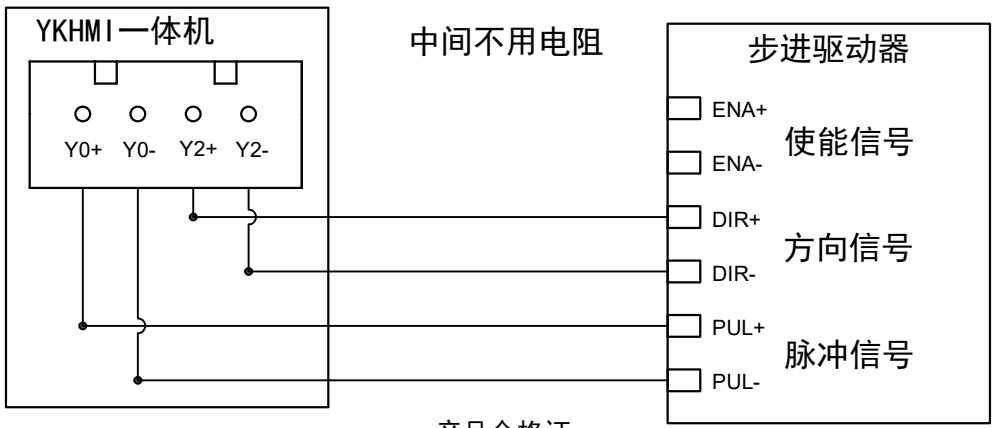 YKHMI一体机
中间不用电阻
步进驱动器
Y0+ Y0- Y2+ Y2-
ENA+
使能信号
ENA-
DIR+
方向信号
DIR-
PUL+
脉冲信号
PUL-